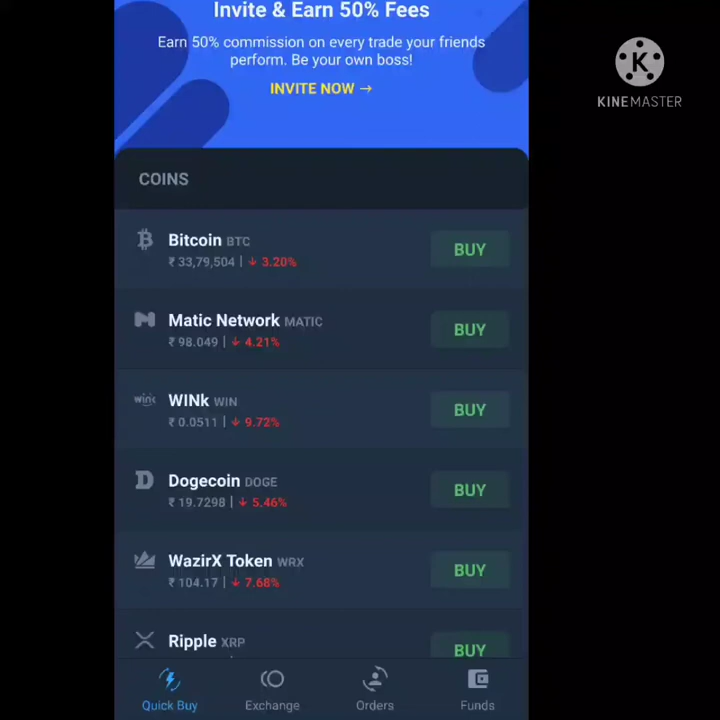 Invite & Earn 50% Fees
Earn 50% commission on every trade your friends
perform. Be your own boss!
INVITE NOW →
KINEMASTER
COINS
Bitcoin BTC
₹ 33,79,504 | ↓ 3.20%
BUY
Matic Network MATIC
₹ 98.049 | ↓ 4.21%
BUY
wink
WINk WIN
₹ 0.0511 | ↓ 9.72%
BUY
Dogecoin DOGE
₹ 19.7298 | ↓ 5.46%
BUY
WazirX Token WRX
₹ 104.17 | ↓ 7.68%
BUY
Ripple XRP
BUY
Quick Buy
Exchange
Orders
Funds